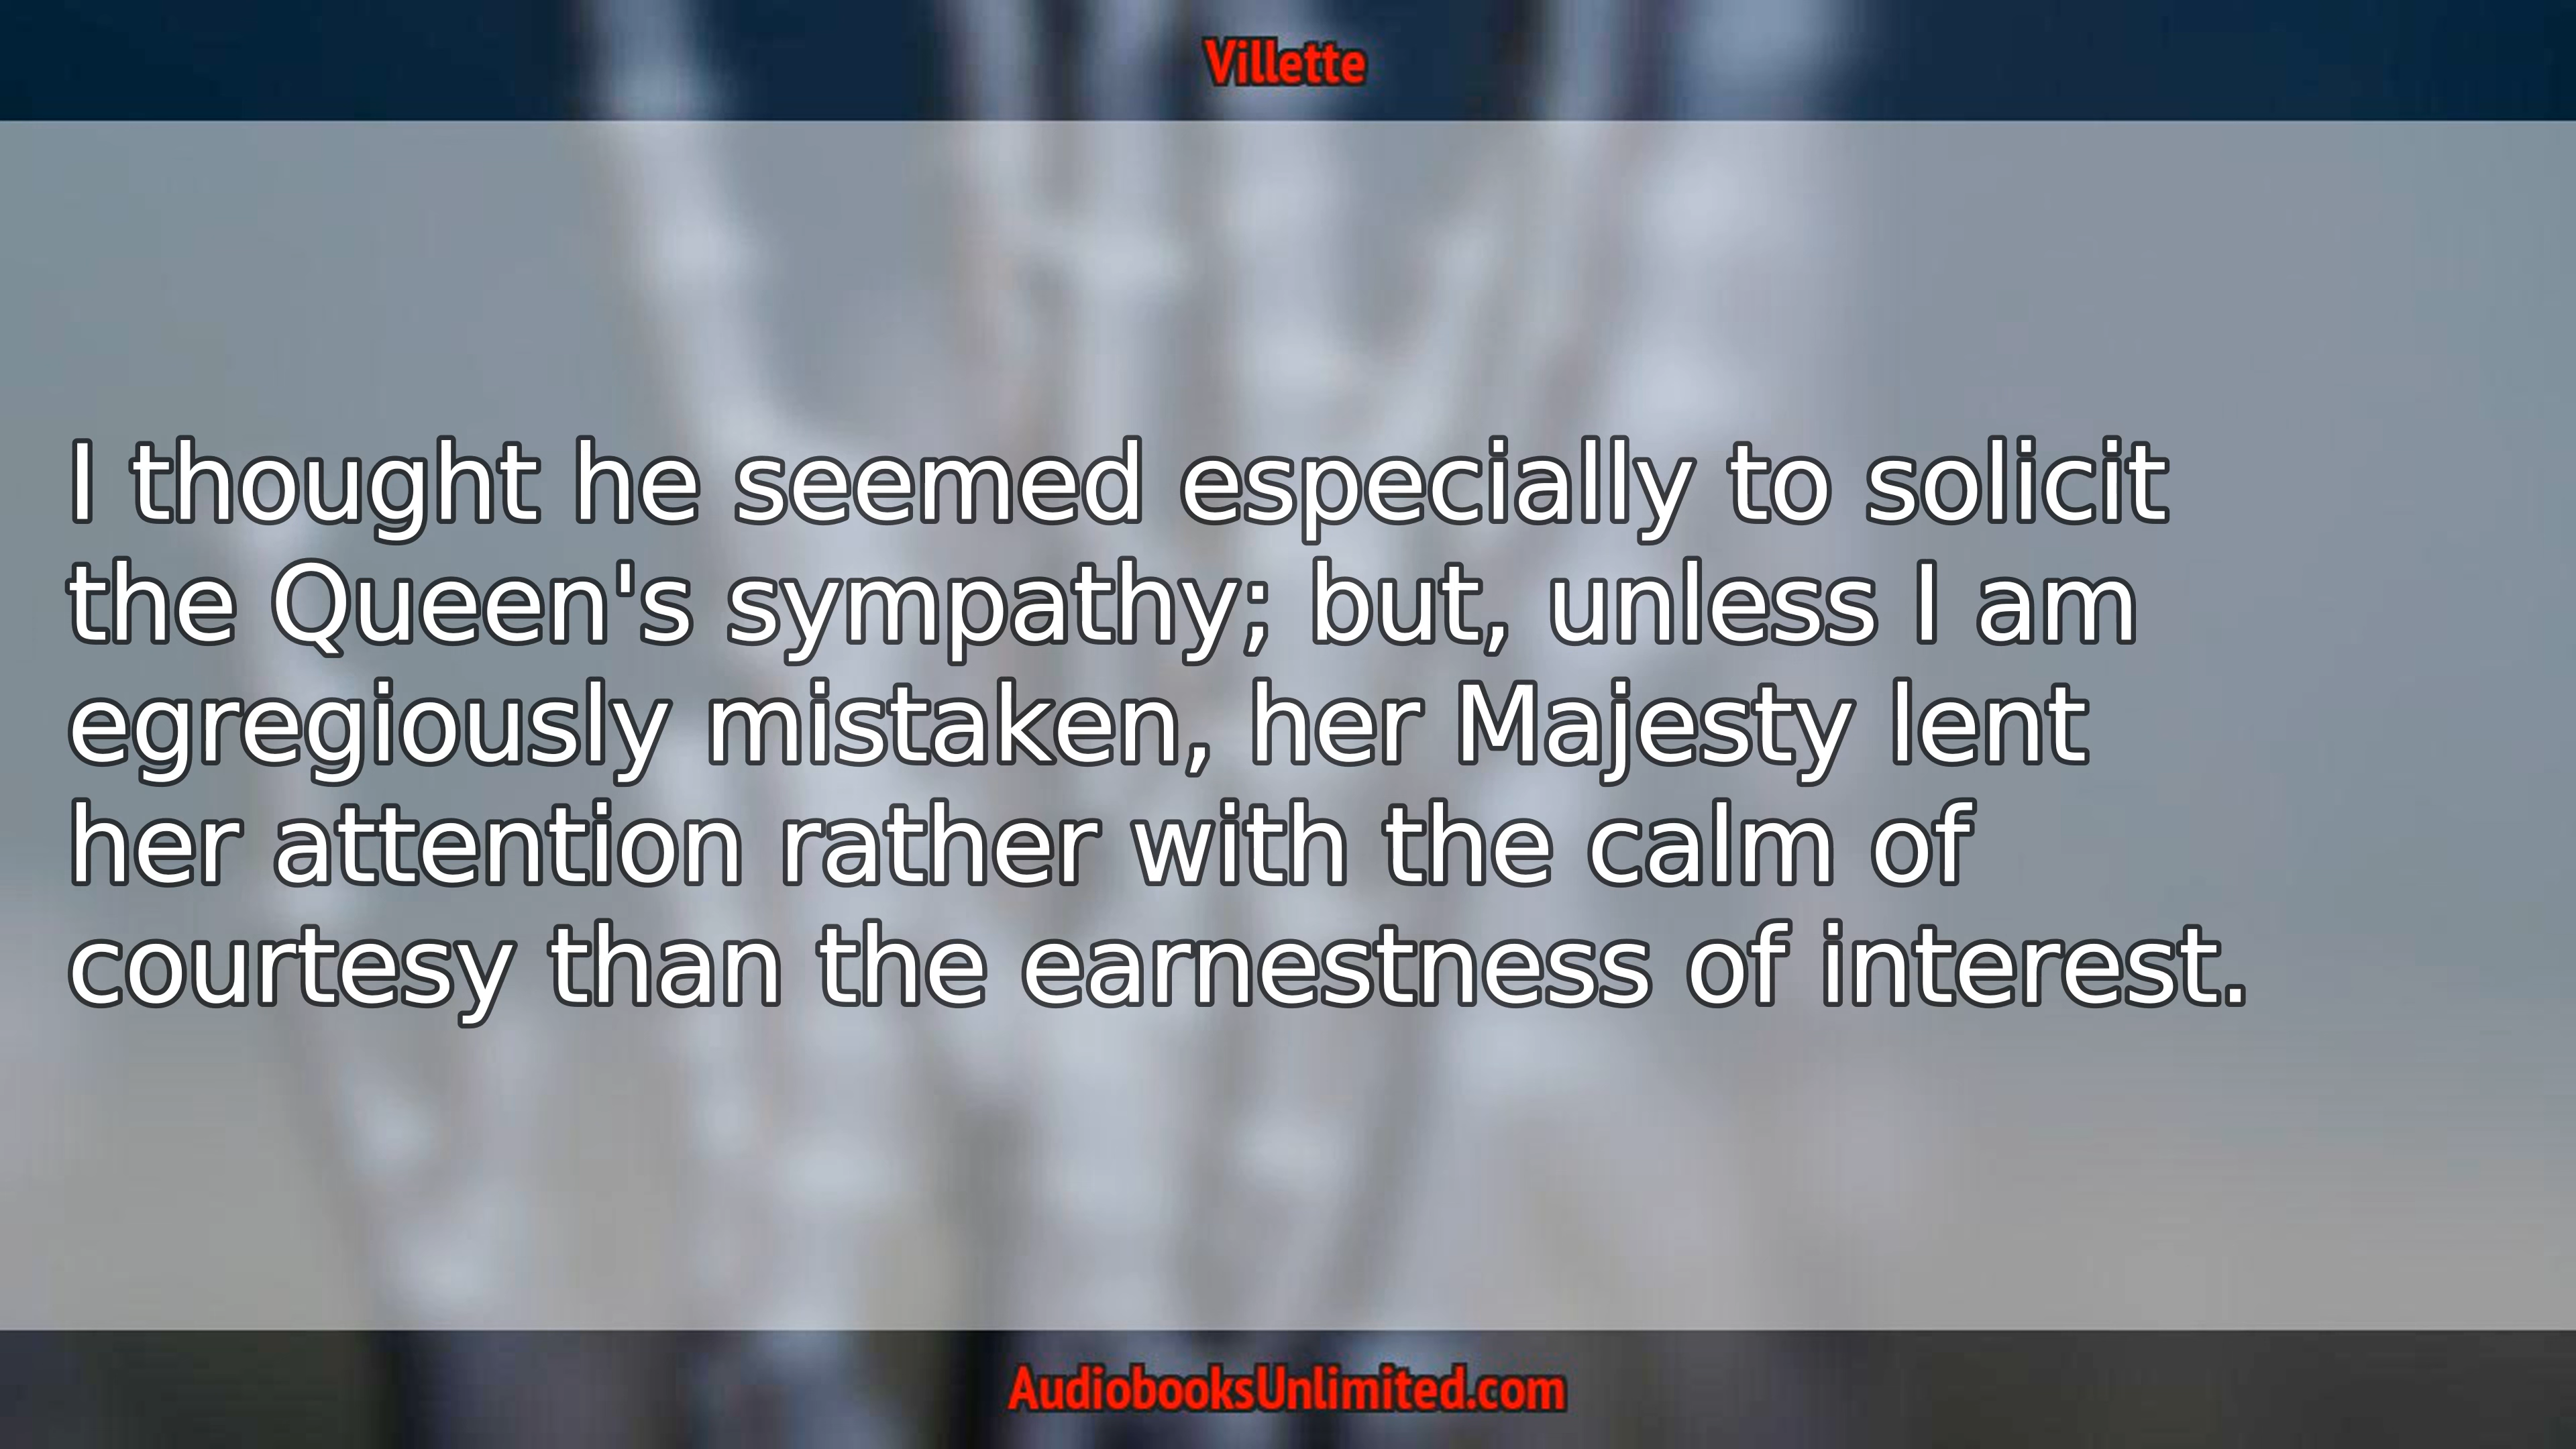 Villette
I thought he seemed especially to solicit
the Queen's sympathy; but, unless I am
egregiously mistaken, her Majesty lent
her attention rather with the calm of
courtesy than the earnestness of interest.
AudiobooksUnlimited.com